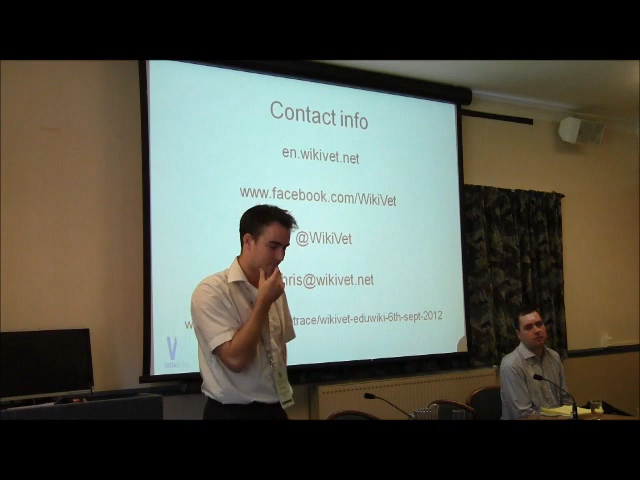 Contact info
en.wikivet.net
www.facebook.com/WikiVet
@WikiVet
hris@wikivet.net
w trace/wikivet-eduwiki-6th-sept-2012